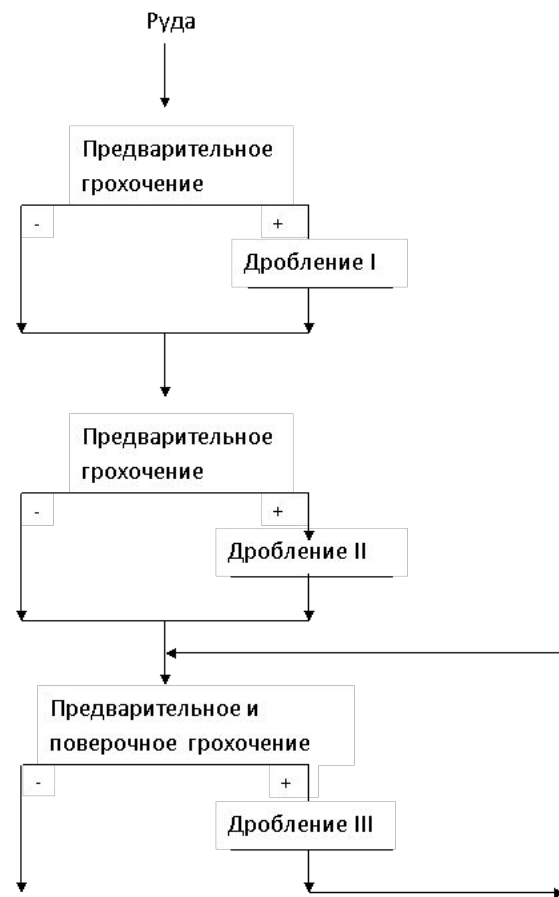 Руда
Предварительное
грохочение
-
+
Дробление I
Предварительное
грохочение
-
+
Дробление II
Предварительное и
поверочное грохочение
-
+
Дробление III